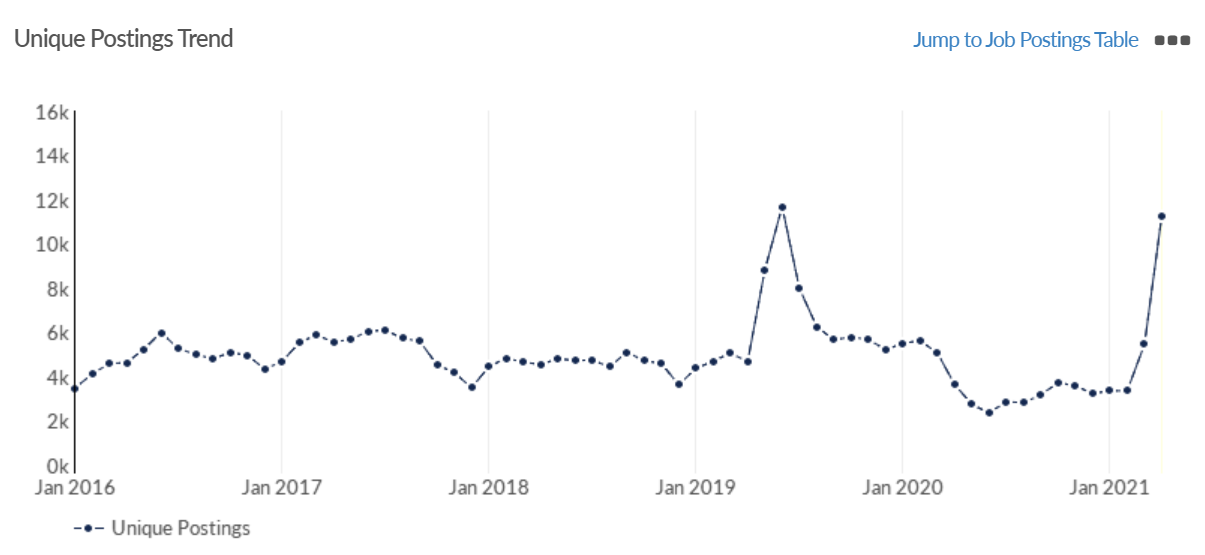 Unique Postings Trend
Jump to Job Postings Table
16k
14k
12k
10k
8k
6k
4k
2k
0k
Jan 2016 Jan 2017 Jan 2018 Jan 2019 Jan 2020 Jan 2021
Unique Postings